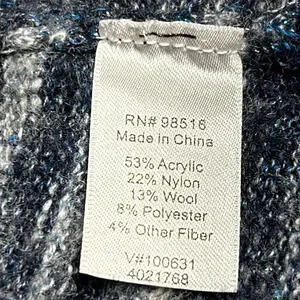 RN# 98516
Made in China
53% Acrylic
22% Nylon
13% Wool
8% Polyester
4% Other Fiber
V#100631
4021768